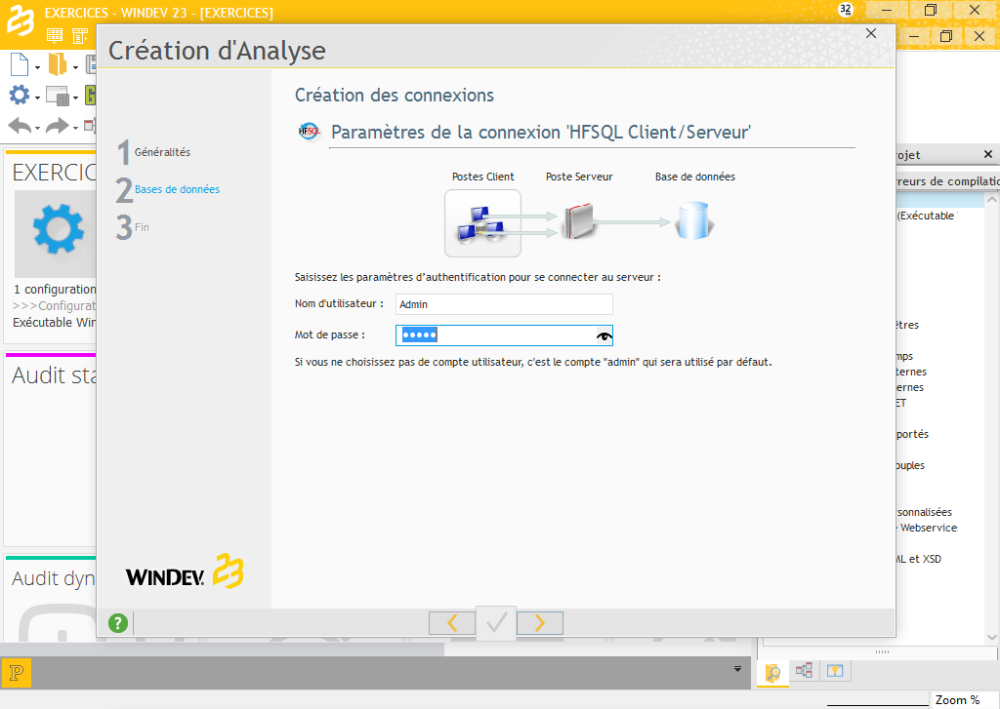 EXERCICES - WINDEV 23 - [EXERCICES]
32
Création d'Analyse
Création des connexions
HFSQL
Paramètres de la connexion 'HFSQL Client/Serveur'
1 Généralités
2 Bases de données
3 Fin
Postes Client
Poste Serveur
Base de données
Saisissez les paramètres d'authentification pour se connecter au serveur :
Nom d'utilisateur :
Admin
Mot de passe :
•••••
Si vous ne choisissez pas de compte utilisateur, c'est le compte "admin" qui sera utilisé par défaut.
WINDEV. 23
?
EXERCIC
1 configuration
>>>Configurat
Exécutable Win
Audit sta
Audit dyn
ojet
rreurs de compilatio
(Exécutable
ètres
mps
ternes
ernes
ET
portés
ouples
sonnalisées
Webservices
ML et XSD
P
Zoom %